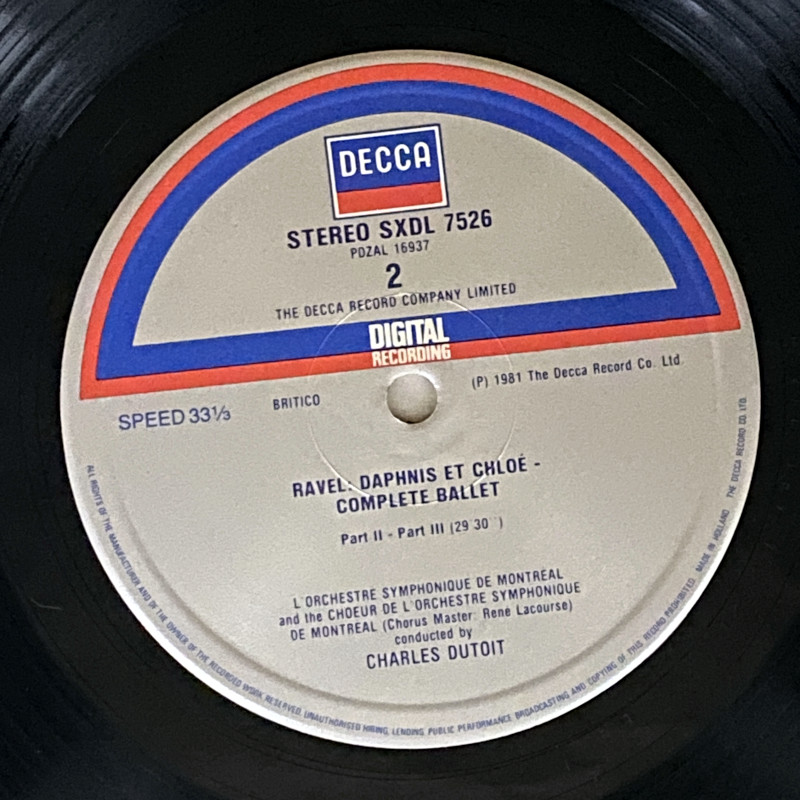 DECCA
STEREO SXDL 7526
PDZAL 16937
2
THE DECCA RECORD COMPANY LIMITED
DIGITAL
RECORDING
SPEED 33⅓
BRITICO
(P) 1981 The Decca Record Co. Ltd.
RAVEL: DAPHNIS ET CHLOÉ -
COMPLETE BALLET
Part II - Part III (29 30'')
L'ORCHESTRE SYMPHONIQUE DE MONTRÉAL
and the CHOEUR DE L'ORCHESTRE SYMPHONIQUE
DE MONTREAL (Chorus Master: René Lacourse)
conducted by
CHARLES DUTOIT
ALL RIGHTS OF THE MANUFACTURER AND OF THE OWNER OF THE RECORDED WORK RESERVED. UNAUTHORISED HIRING, LENDING, PUBLIC PERFORMANCE, BROADCASTING AND COPYING OF THIS RECORD PROHIBITED. MADE IN HOLLAND THE DECCA RECORD CO. LTD.